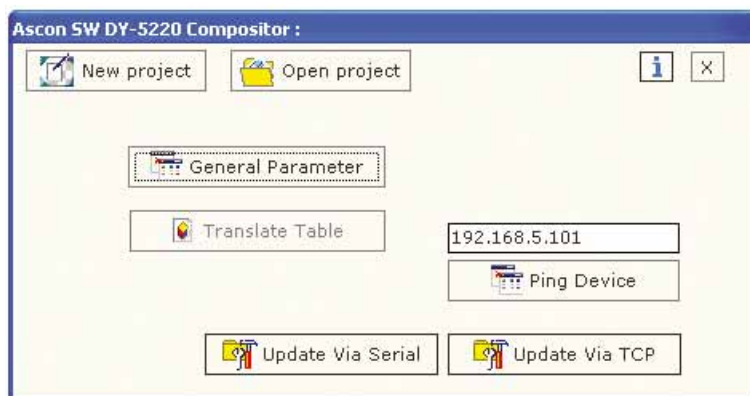 Ascon SW DY-5220 Compositor :
New project
Open project
i
X
General Parameter
Translate Table
192.168.5.101
Ping Device
Update Via Serial
Update Via TCP